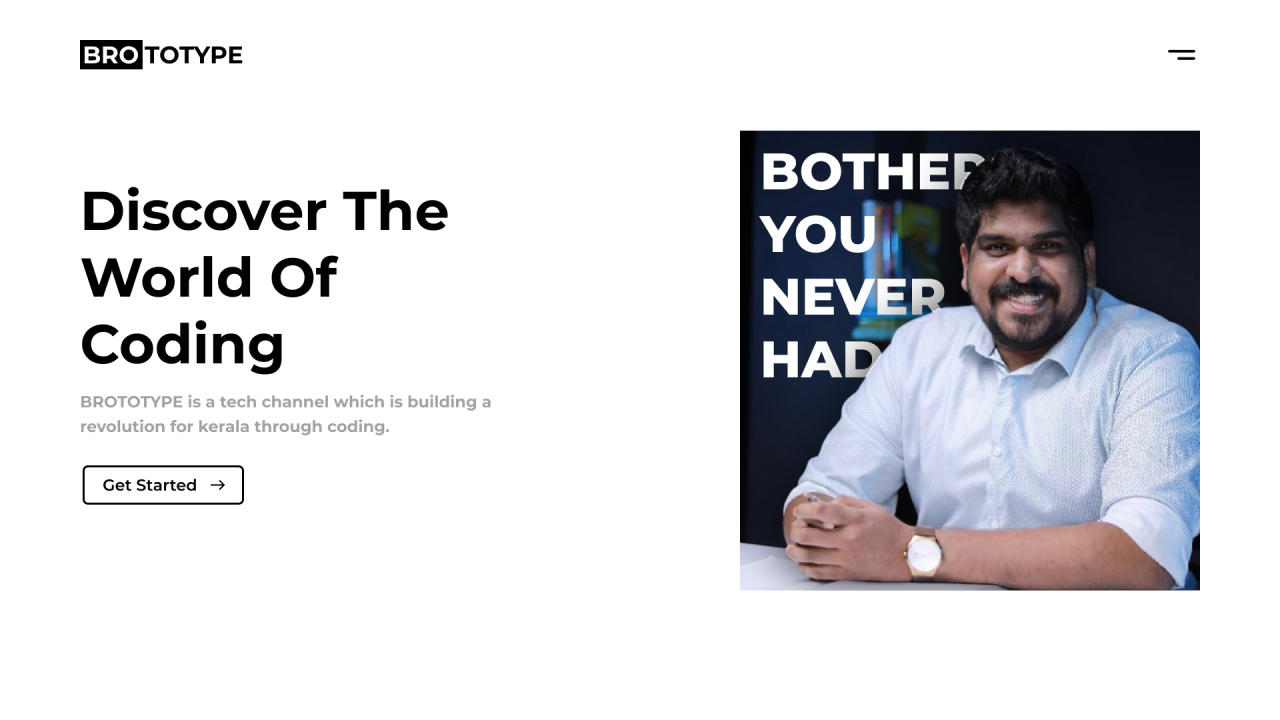 BROTOTYPE
Discover The
World Of
Coding
BROTOTYPE is a tech channel which is building a
revolution for kerala through coding.
Get Started
BOTHER
YOU
NEVER
HAD